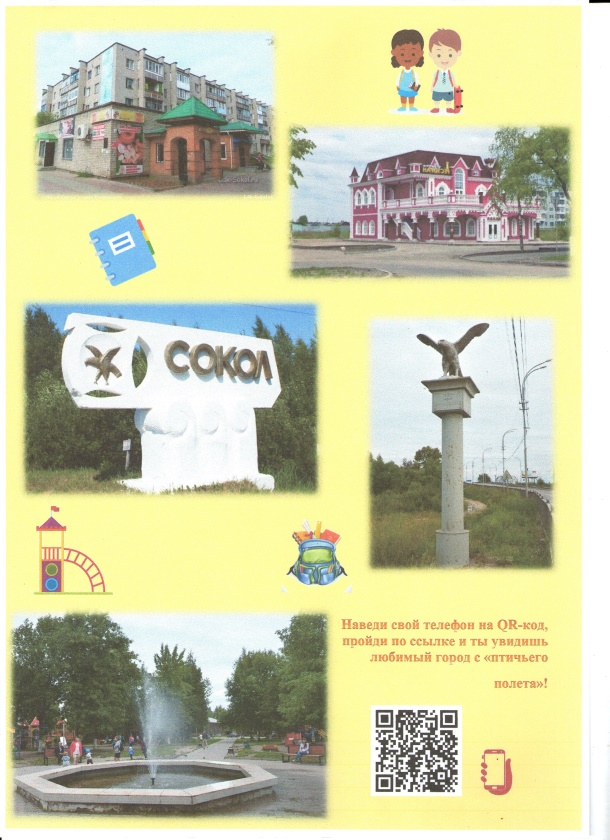 СОКОЛ
Наведи свой телефон на QR-код,
пройди по ссылке и ты увидишь
любимый город с «птичьего
полета»!